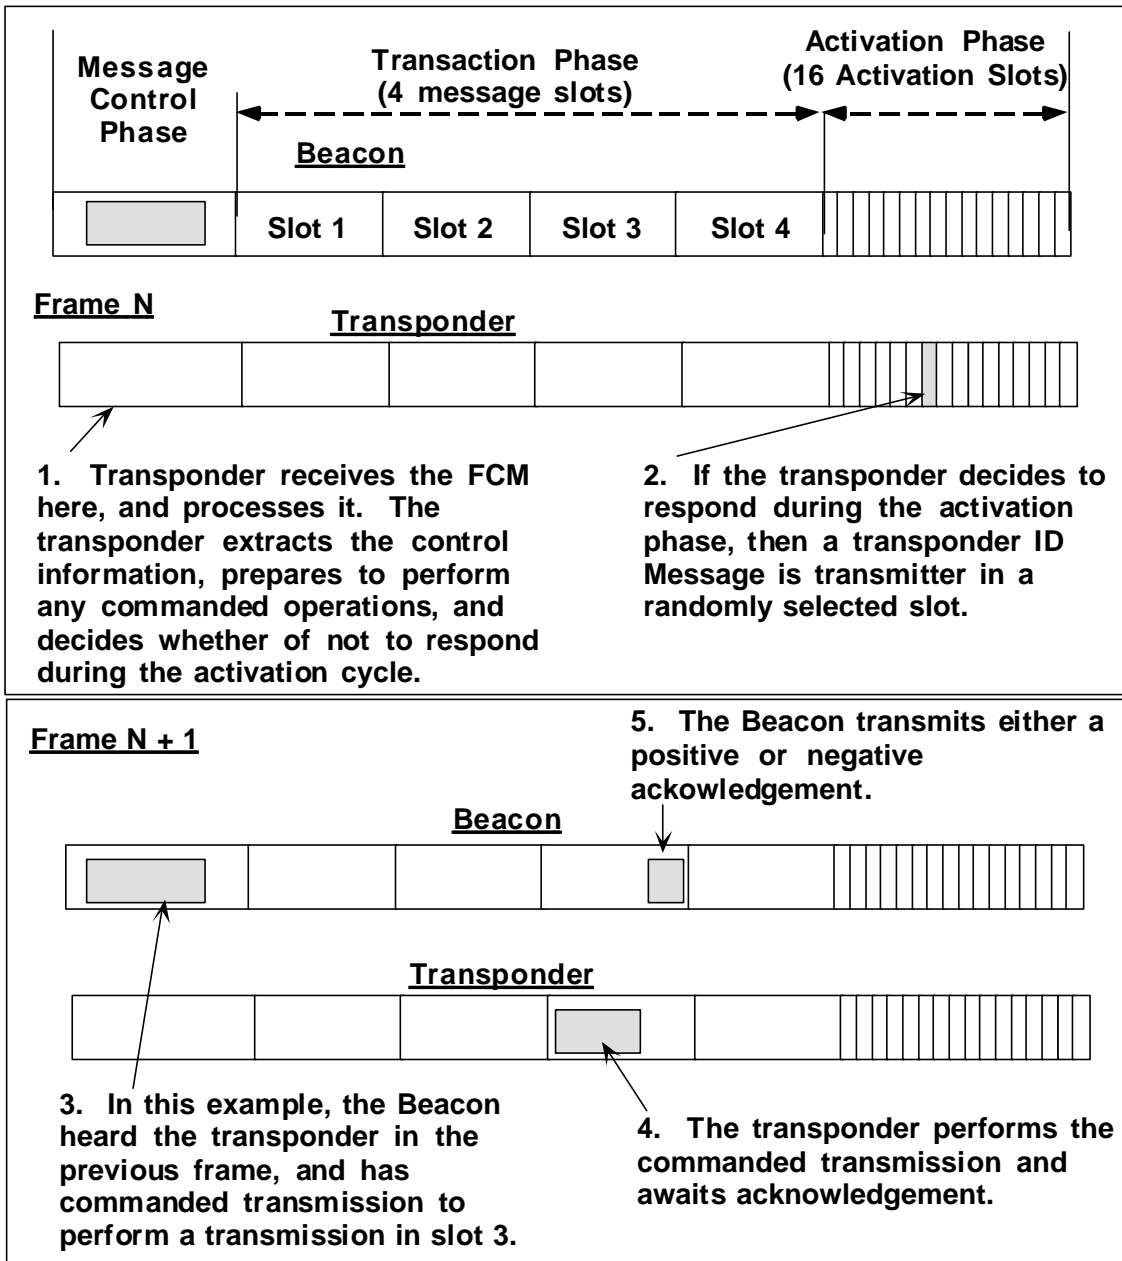 Message
Control
Phase
Transaction Phase
(4 message slots)
Activation Phase
(16 Activation Slots)
Beacon
Slot 1
Slot 2
Slot 3
Slot 4
Frame N
Transponder
1. Transponder receives the FCM
here, and processes it. The
transponder extracts the control
information, prepares to perform
any commanded operations, and
decides whether of not to respond
during the activation cycle.
2. If the transponder decides to
respond during the activation
phase, then a transponder ID
Message is transmitter in a
randomly selected slot.
Frame N + 1
5. The Beacon transmits either a
positive or negative
ackowledgement.
Beacon
Transponder
3. In this example, the Beacon
heard the transponder in the
previous frame, and has
commanded transmission to
perform a transmission in slot 3.
4. The transponder performs the
commanded transmission and
awaits acknowledgement.